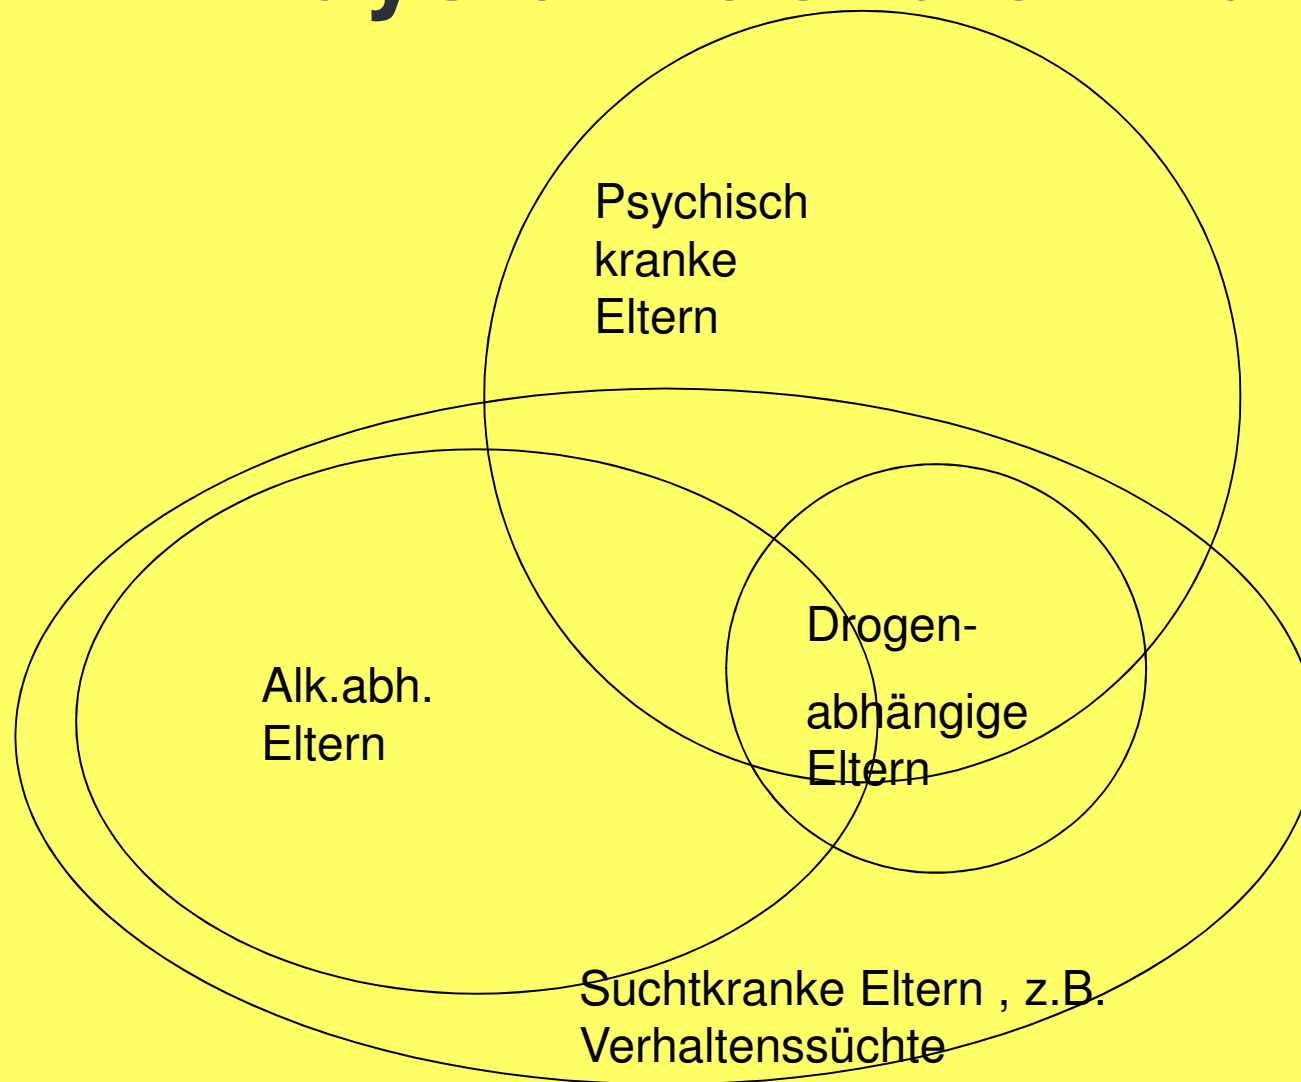 Psychisch
kranke
Eltern
Drogen-
abhängige
Eltern
Alk.abh.
Eltern
Suchtkranke Eltern , z.B.
Verhaltenssüchte